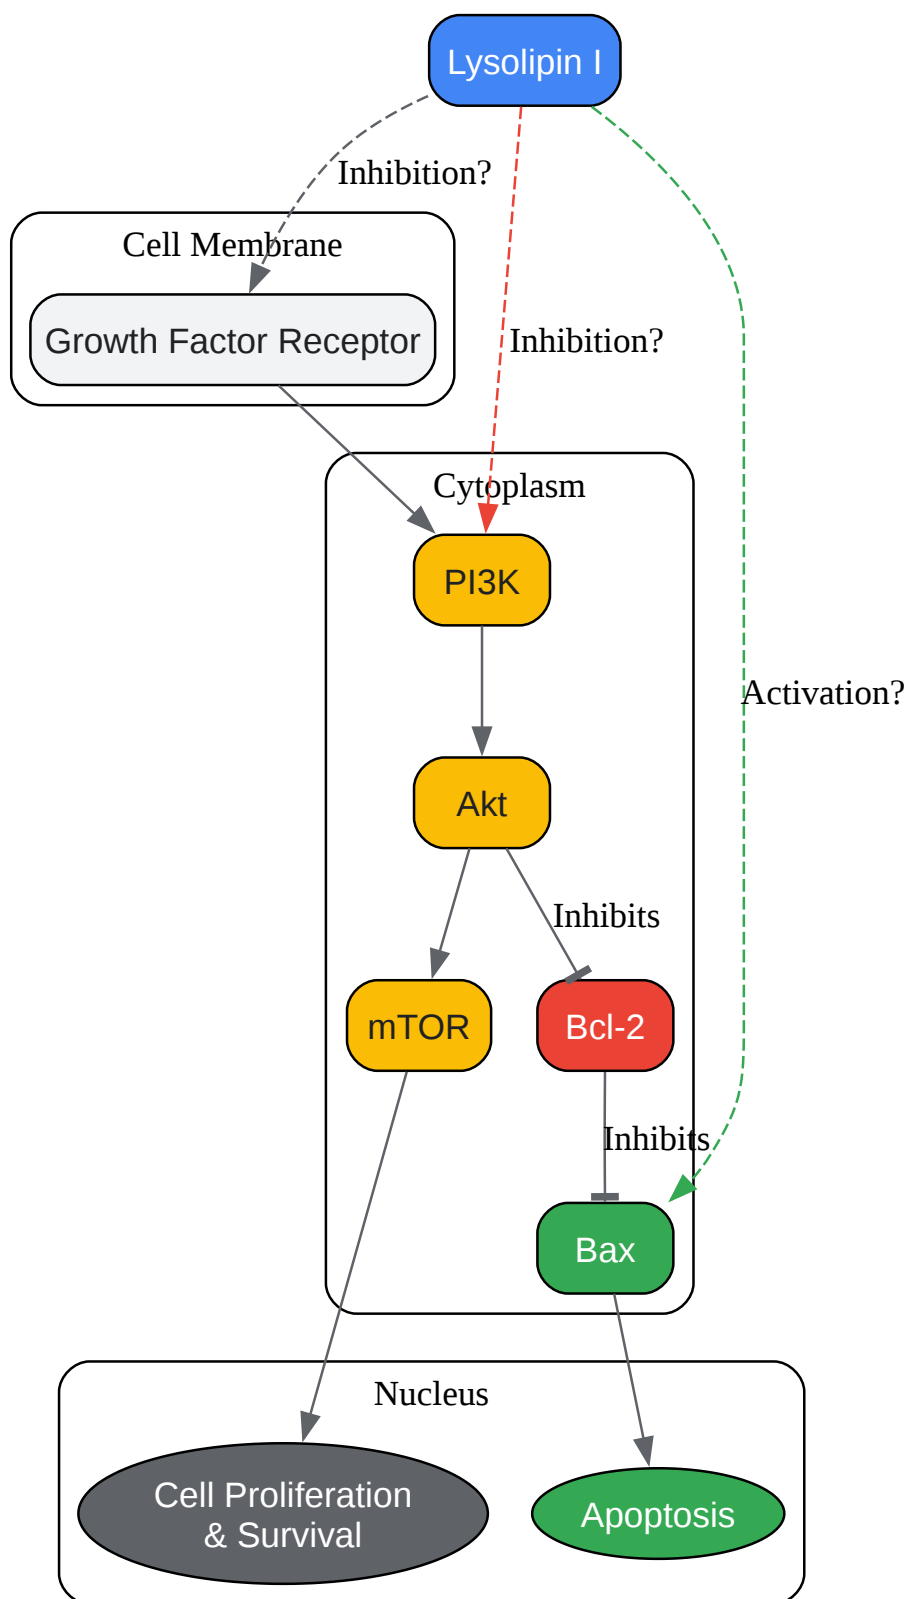 Lysolipin I
Inhibition?
Cell Membrane
Growth Factor Receptor
Inhibition?
Cytoplasm
PI3K
Activation?
Akt
Inhibits
mTOR
Bcl-2
Inhibits
Bax
Nucleus
Cell Proliferation
& Survival
Apoptosis